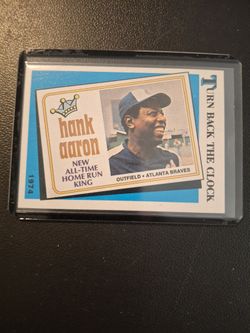 hank
aaron
NEW
ALL-TIME
HOME RUN
KING
OUTFIELD • ATLANTA BRAVES
TURN BACK THE CLOCK
1974